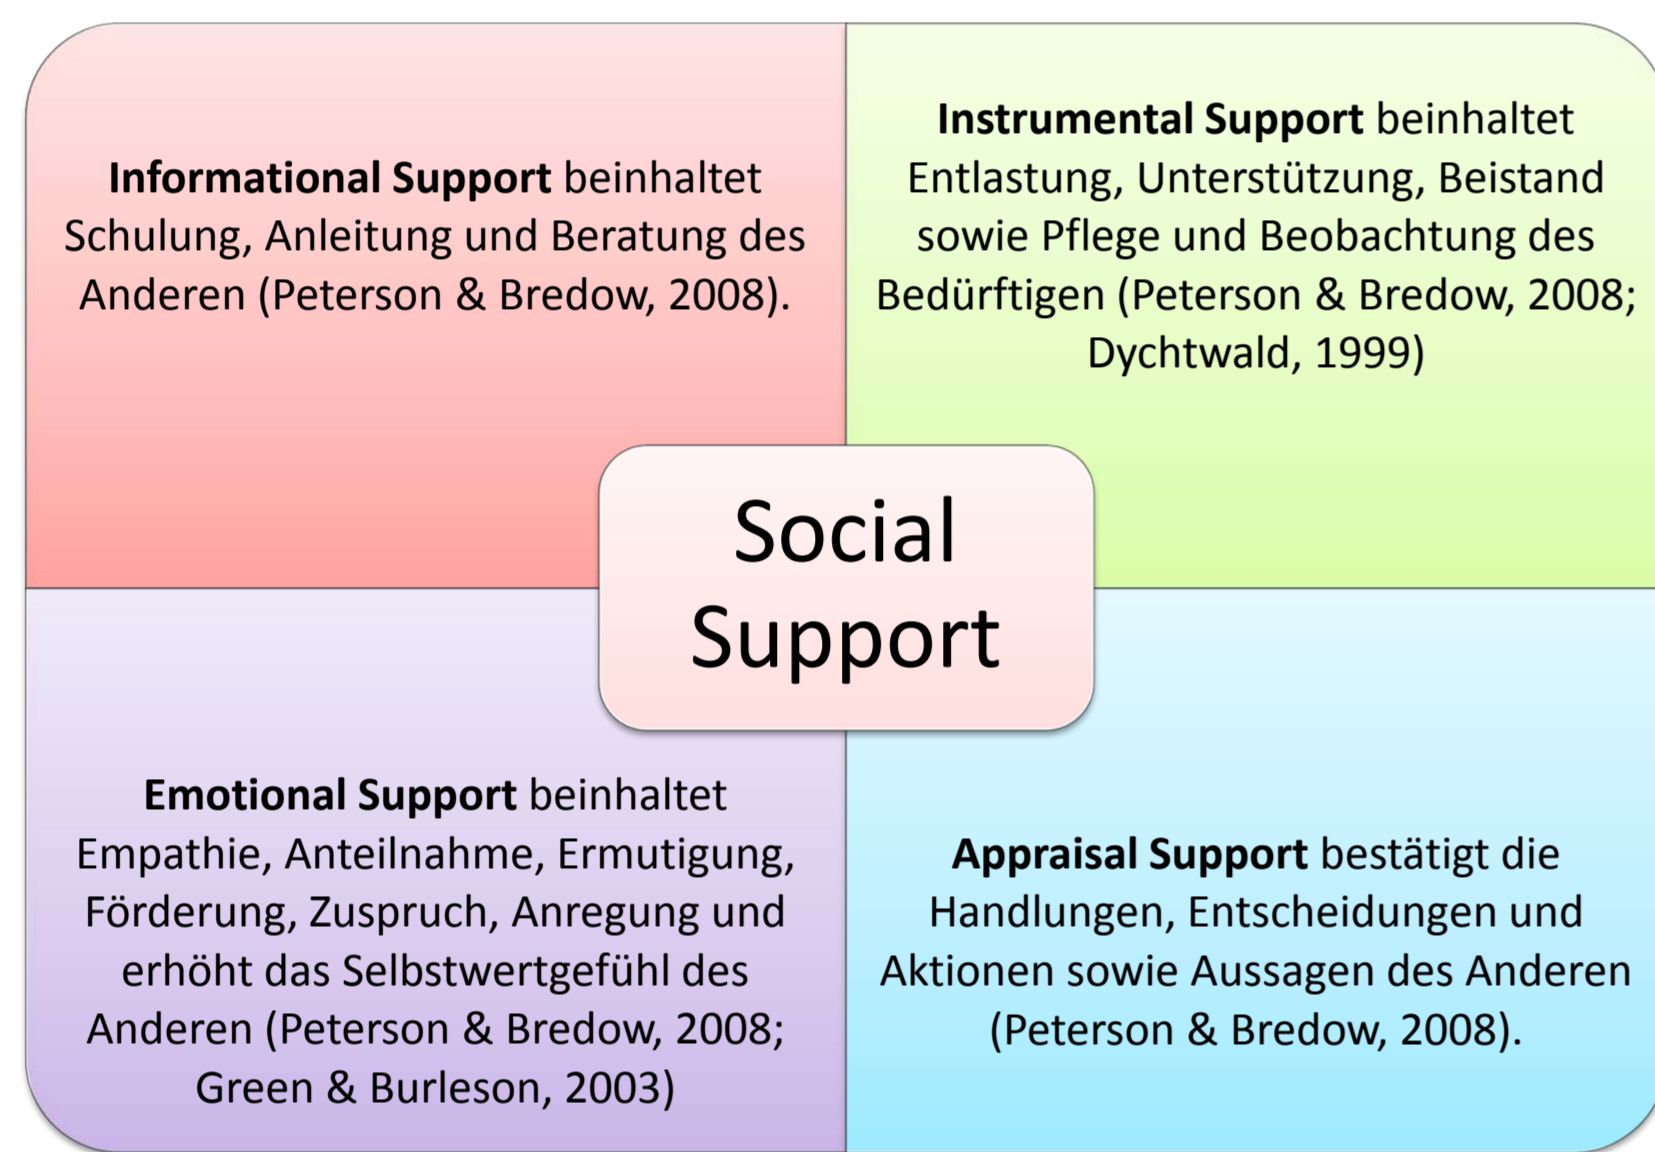 Informational Support beinhaltet
Schulung, Anleitung und Beratung des
Anderen (Peterson & Bredow, 2008).
Instrumental Support beinhaltet
Entlastung, Unterstützung, Beistand
sowie Pflege und Beobachtung des
Bedürftigen (Peterson & Bredow, 2008;
Dychtwald, 1999)
Social
Support
Emotional Support beinhaltet
Empathie, Anteilnahme, Ermutigung,
Förderung, Zuspruch, Anregung und
erhöht das Selbstwertgefühl des
Anderen (Peterson & Bredow, 2008;
Green & Burleson, 2003)
Appraisal Support bestätigt die
Handlungen, Entscheidungen und
Aktionen sowie Aussagen des Anderen
(Peterson & Bredow, 2008).